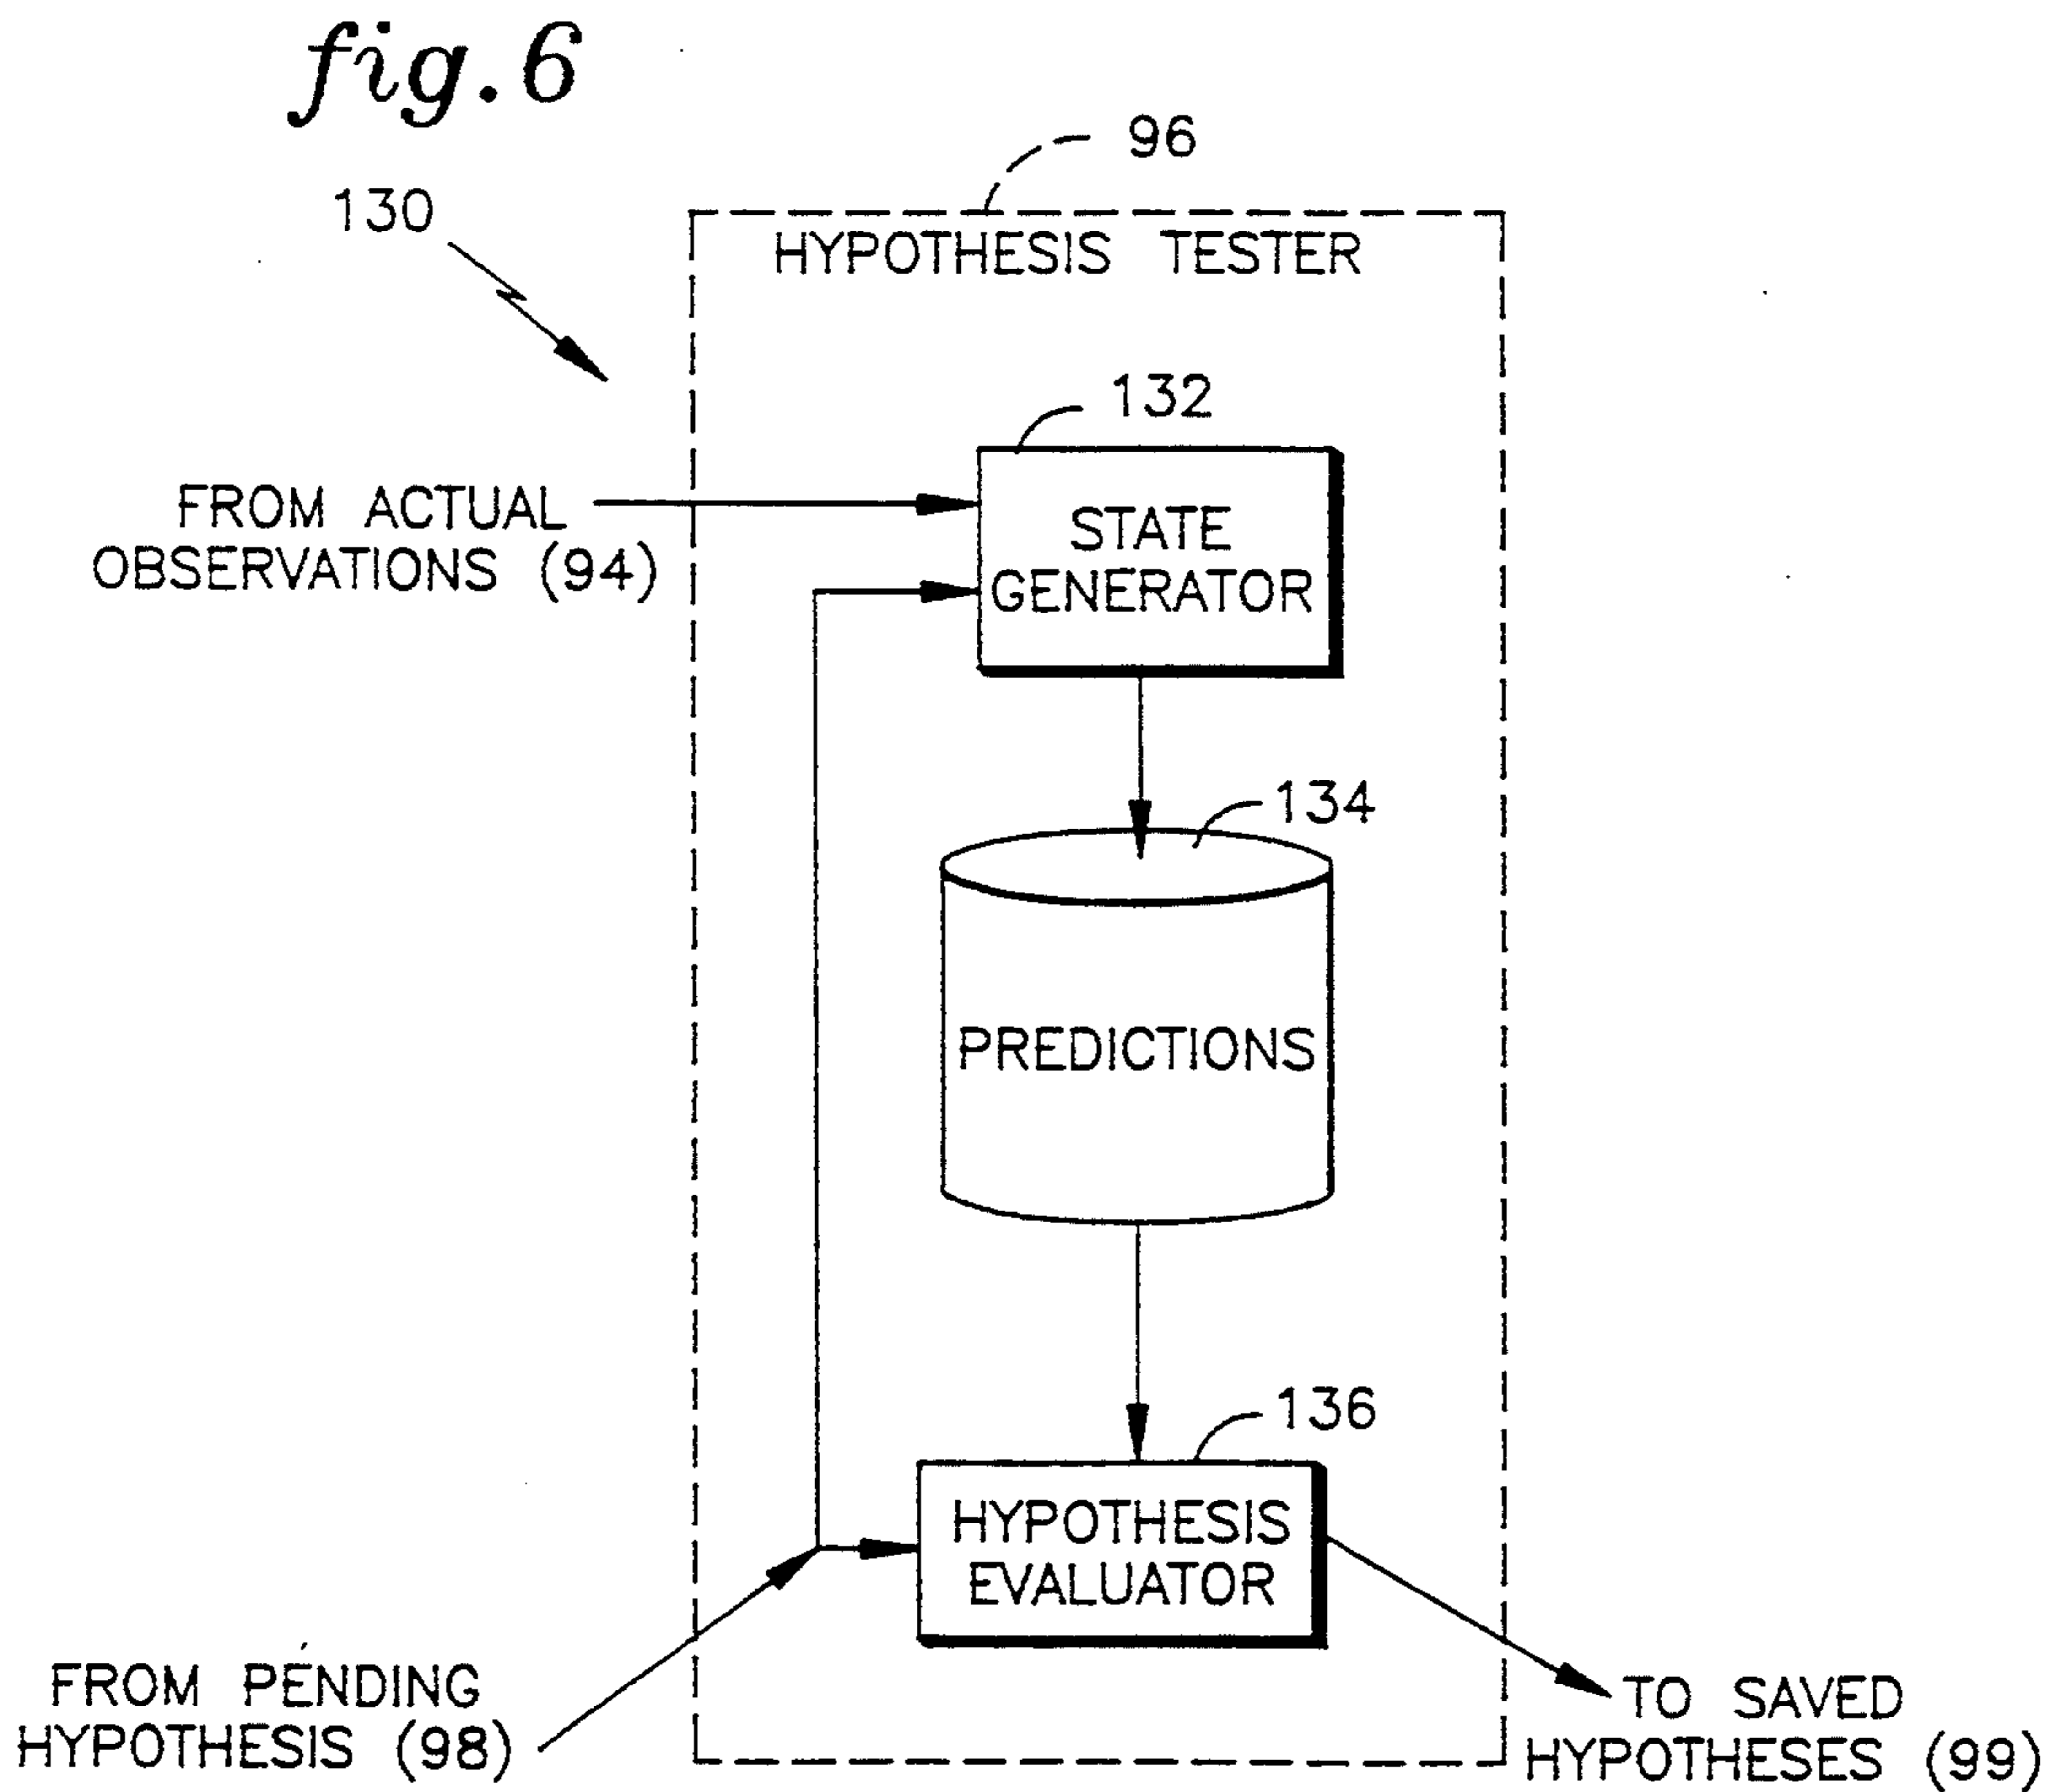 fig.6
96
130
HYPOTHESIS TESTER
132
FROM ACTUAL
OBSERVATIONS (94)
STATE
GENERATOR
134
PREDICTIONS
136
HYPOTHESIS
EVALUATOR
FROM PENDING
HYPOTHESIS (98)
TO SAVED
HYPOTHESES (99)